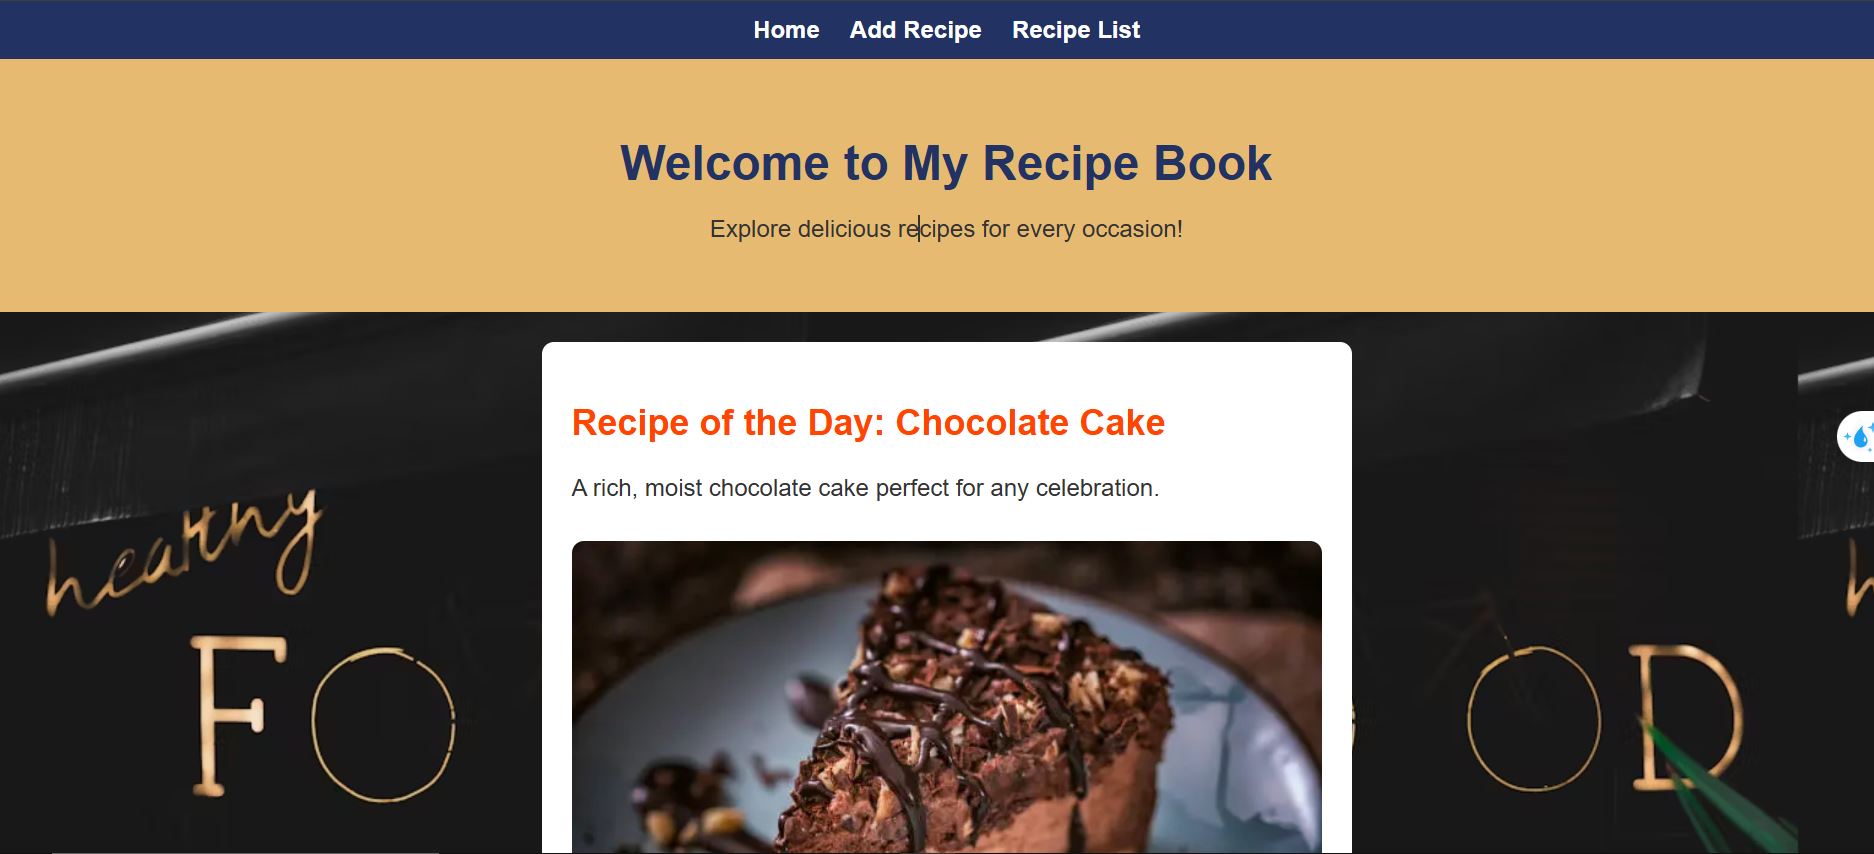 Home Add Recipe Recipe List
Welcome to My Recipe Book
Explore delicious recipes for every occasion!
Recipe of the Day: Chocolate Cake
A rich, moist chocolate cake perfect for any celebration.
healthy
FO OD